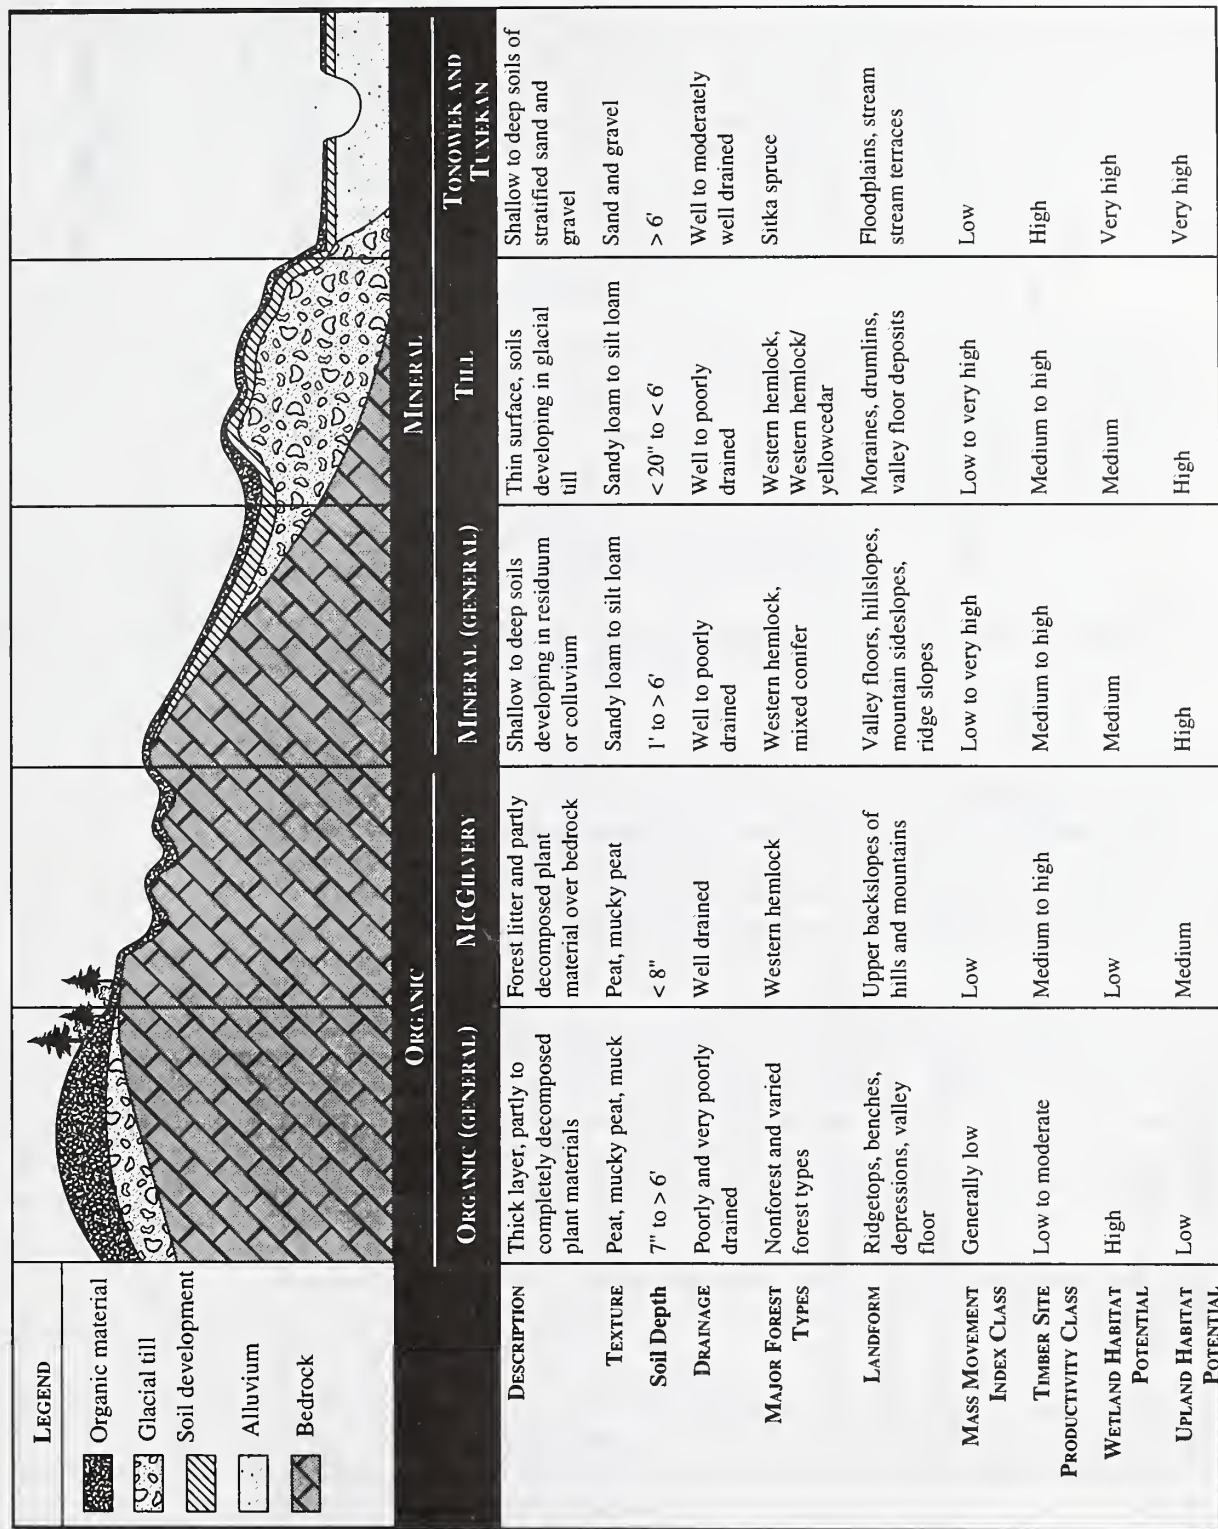 LEGEND
Organic material
Glacial till
Soil development
Alluvium
Bedrock
ORGANIC
MINERAL
ORGANIC (GENERAL)
MCGILVERY
MINERAL (GENERAL)
TILL
TONOWEK AND
TUXEKAN
DESCRIPTION
Thick layer, partly to
completely decomposed
plant materials
Forest litter and partly
decomposed plant
material over bedrock
Shallow to deep soils
developing in residuum
or colluvium
Thin surface, soils
developing in glacial
till
Shallow to deep soils of
stratified sand and
gravel
TEXTURE
Peat, mucky peat, muck
Peat, mucky peat
Sandy loam to silt loam
Sandy loam to silt loam
Sand and gravel
Soil Depth
7" to > 6'
< 8"
1' to > 6'
< 20" to < 6'
> 6'
DRAINAGE
Poorly and very poorly
drained
Well drained
Well to poorly
drained
Well to poorly
drained
Well to moderately
well drained
MAJOR FOREST
TYPES
Nonforest and varied
forest types
Western hemlock
Western hemlock,
mixed conifer
Western hemlock,
Western hemlock/
yellowcedar
Sitka spruce
LANDFORM
Ridgetops, benches,
depressions, valley
floor
Upper backslopes of
hills and mountains
Valley floors, hillslopes,
mountain sideslopes,
ridge slopes
Moraines, drumlins,
valley floor deposits
Floodplains, stream
stream terraces
MASS MOVEMENT
INDEX CLASS
Generally low
Low
Low to very high
Low to very high
Low
TIMBER SITE
PRODUCTIVITY CLASS
Low to moderate
Medium to high
Medium to high
Medium to high
High
WETLAND HABITAT
POTENTIAL
High
Low
Medium
Medium
Very high
UPLAND HABITAT
POTENTIAL
Low
Medium
High
High
Very high